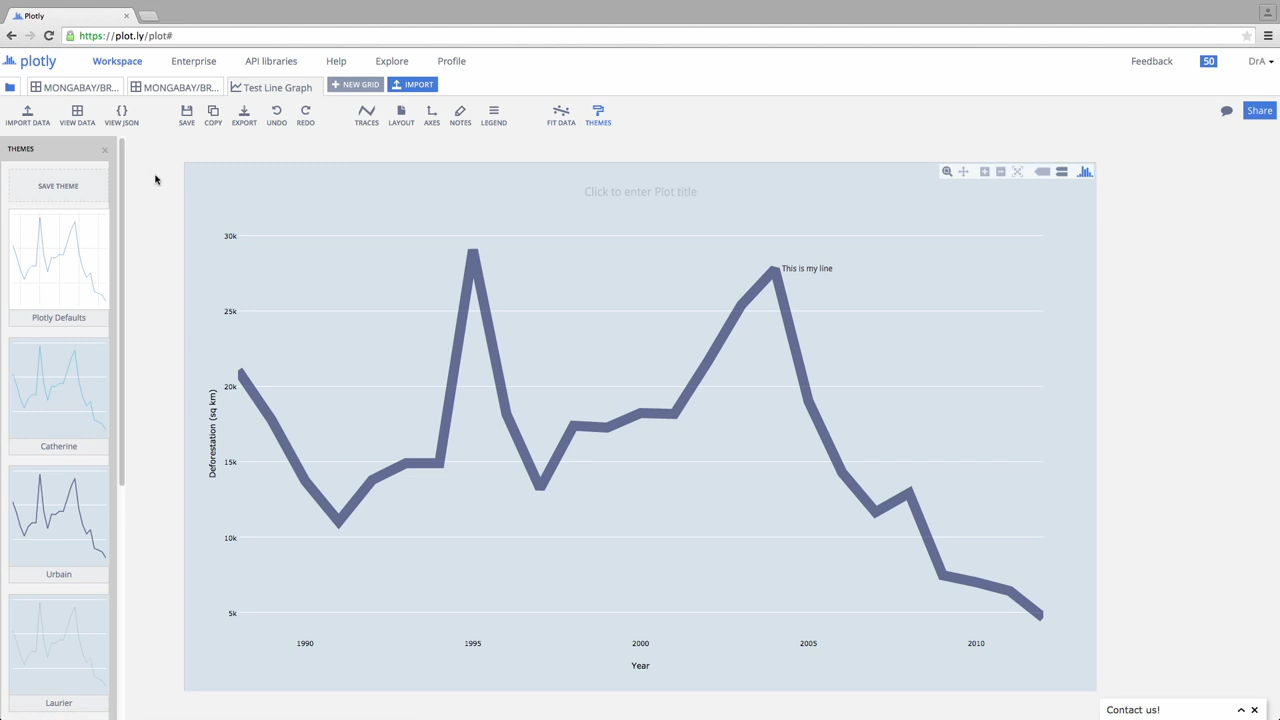 Plotly
https://plot.ly/plot#
plotly
Workspace
Enterprise
API libraries
Help
Explore
Profile
Feedback
50
DrA
MONGABAY/BR...
MONGABAY/BR...
Test Line Graph
+ NEW GRID
IMPORT
IMPORT DATA
VIEW DATA
VIEW JSON
SAVE
COPY
EXPORT
UNDO
REDO
TRACES
LAYOUT
AXES
NOTES
LEGEND
FIT DATA
THEMES
Share
THEMES
SAVE THEME
Plotly Defaults
Catherine
Urbain
Laurier
Click to enter Plot title
30k
25k
20k
15k
10k
5k
Deforestation (sq km)
This is my line
1990
1995
2000
2005
2010
Year
Contact us!